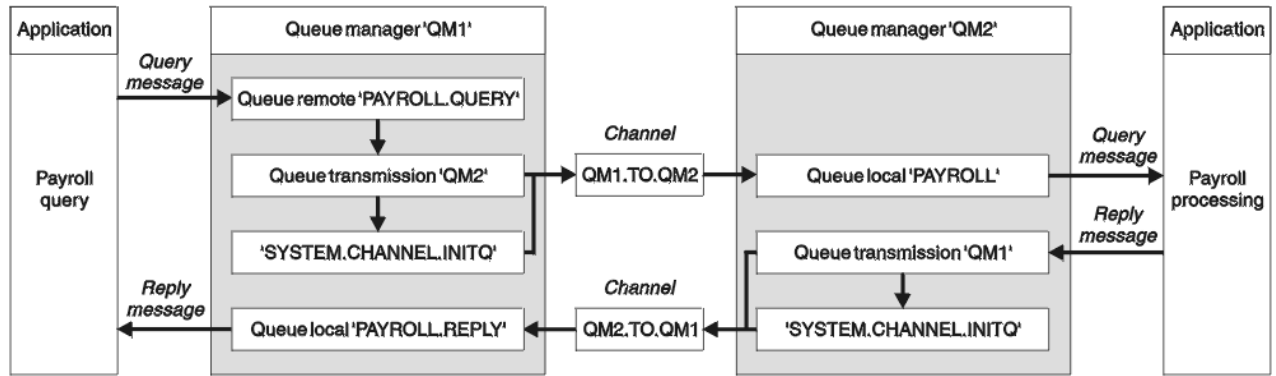 Application
Queue manager 'QM1'
Queue manager 'QM2'
Application
Query
message
Queue remote 'PAYROLL.QUERY'
Channel
Query
message
Payroll
query
Queue transmission 'QM2'
QM1.TO.QM2
Queue local 'PAYROLL'
Payroll
processing
Reply
message
'SYSTEM.CHANNEL.INITQ'
Queue transmission 'QM1'
Reply
message
Channel
Queue local 'PAYROLL.REPLY'
QM2.TO.QM1
'SYSTEM.CHANNEL.INITQ'